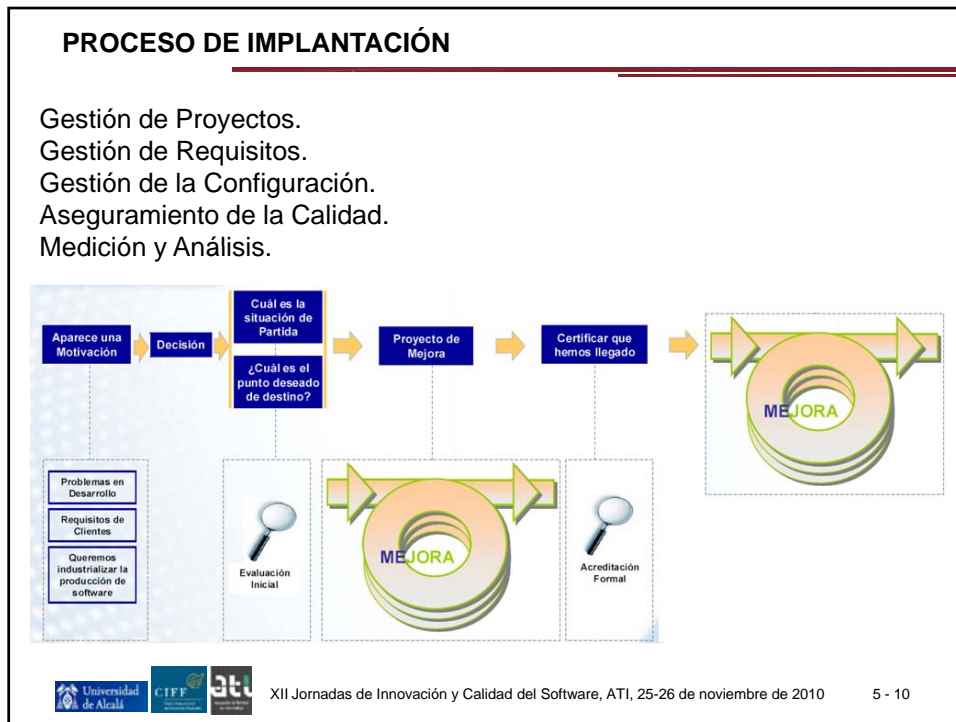 PROCESO DE IMPLANTACIÓN
Gestión de Proyectos.
Gestión de Requisitos.
Gestión de la Configuración.
Aseguramiento de la Calidad.
Medición y Análisis.
Aparece una
Motivación
Decisión
Cuál es la
situación de
Partida
¿Cuál es el
punto deseado
de destino?
Proyecto de
Mejora
Certificar que
hemos llegado
MEJORA
Problemas en
Desarrollo
Requisitos de
Clientes
Queremos
industrializar la
producción de
software
Evaluación
Inicial
MEJORA
Acreditación
Formal
Universidad
de Alcalá
CIFF
ati
XII Jornadas de Innovación y Calidad del Software, ATI, 25-26 de noviembre de 2010
5 - 10